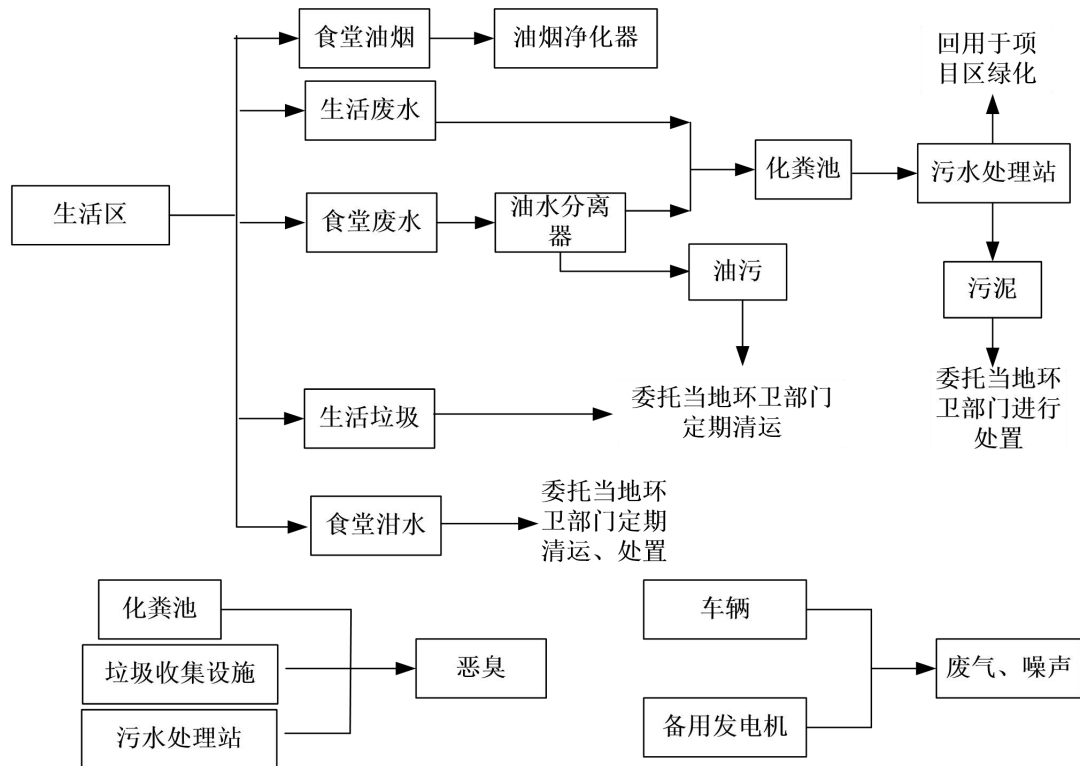 食堂油烟
油烟净化器
回用于项
目区绿化
生活废水
化粪池
污水处理站
生活区
食堂废水
油水分离
器
油污
污泥
生活垃圾
委托当地环卫部门
定期清运
委托当地环
卫部门进行
处置
食堂泔水
委托当地环
卫部门定期
清运、处置
化粪池
垃圾收集设施
污水处理站
恶臭
车辆
备用发电机
废气、噪声